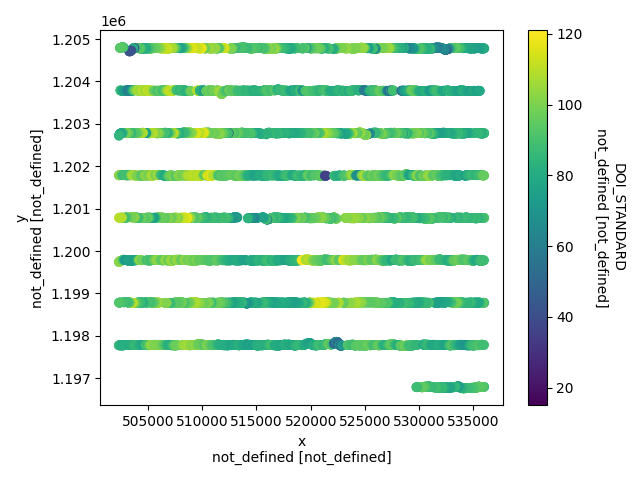 1e6
1.205
1.204
1.203
1.202
1.201
1.200
1.199
1.198
1.197
y
not_defined [not_defined]
505000 510000 515000 520000 525000 530000 535000
x
not_defined [not_defined]
120
100
80
60
40
20
DOI_STANDARD
not_defined [not_defined]